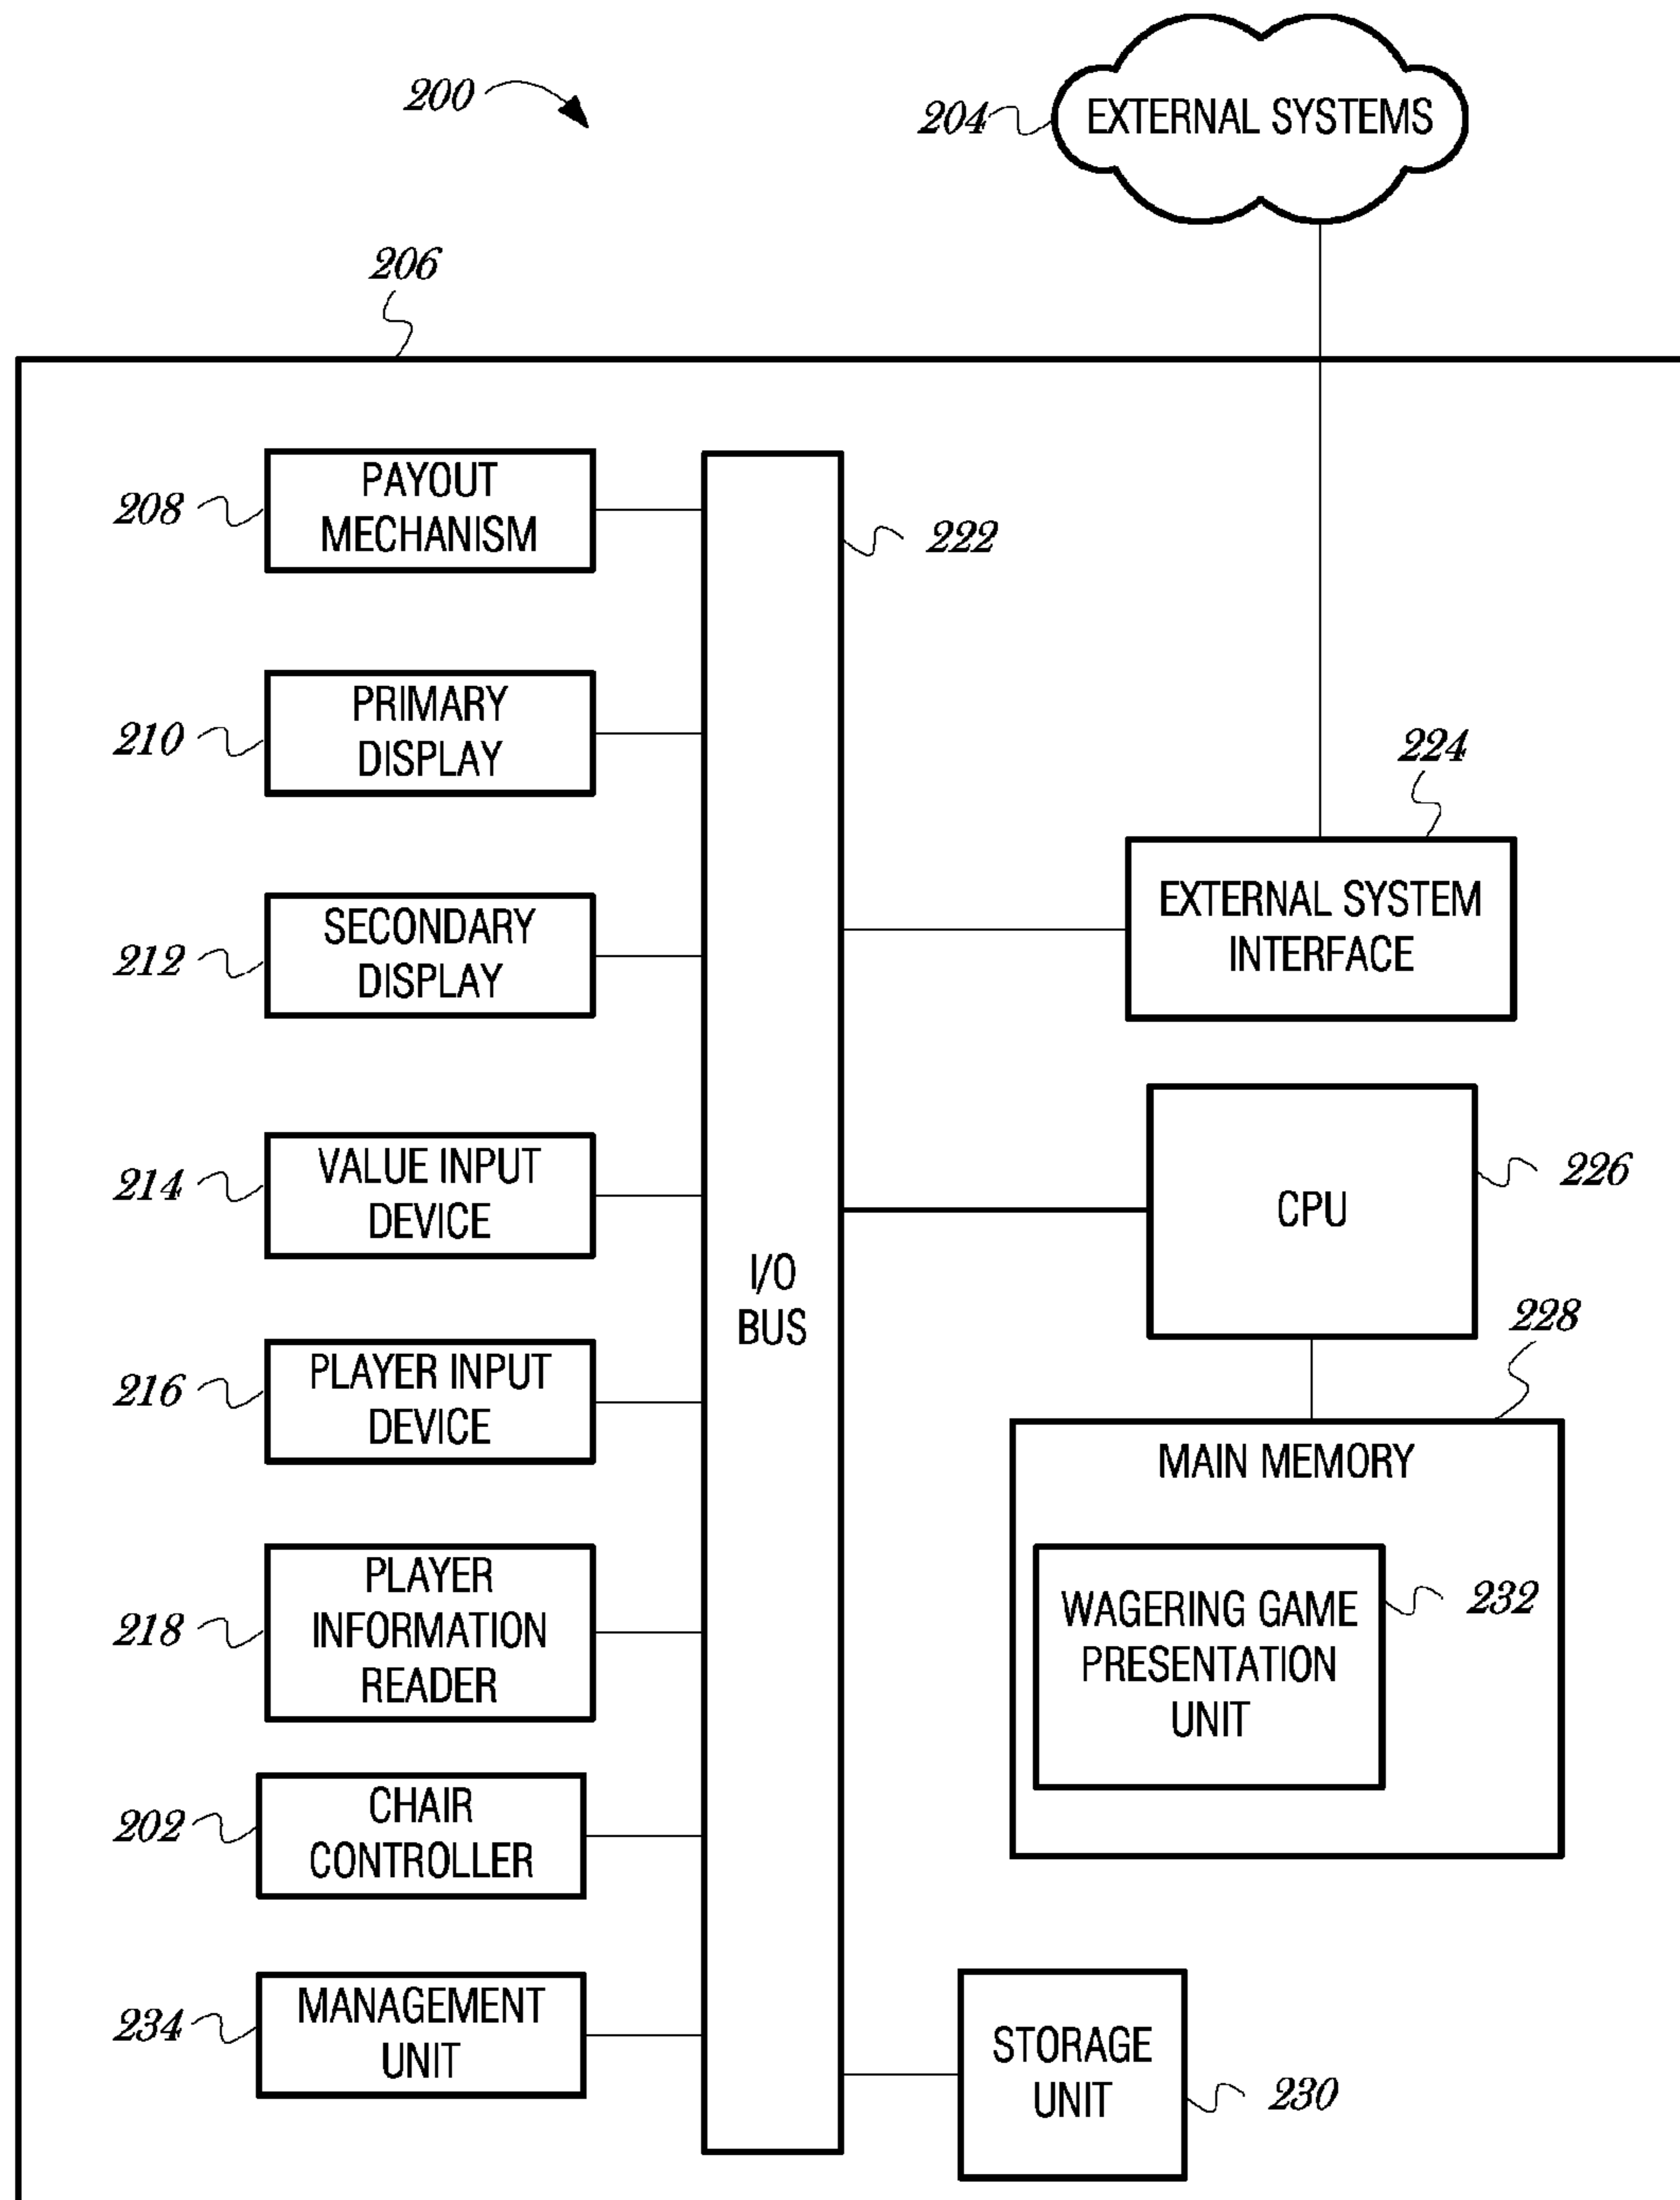 200
204
EXTERNAL SYSTEMS
206
208
PAYOUT
MECHANISM
222
210
PRIMARY
DISPLAY
224
212
SECONDARY
DISPLAY
EXTERNAL SYSTEM
INTERFACE
214
VALUE INPUT
DEVICE
I/O
BUS
CPU
226
216
PLAYER INPUT
DEVICE
228
MAIN MEMORY
218
PLAYER
INFORMATION
READER
WAGERING GAME
PRESENTATION
UNIT
232
202
CHAIR
CONTROLLER
234
MANAGEMENT
UNIT
STORAGE
UNIT
230